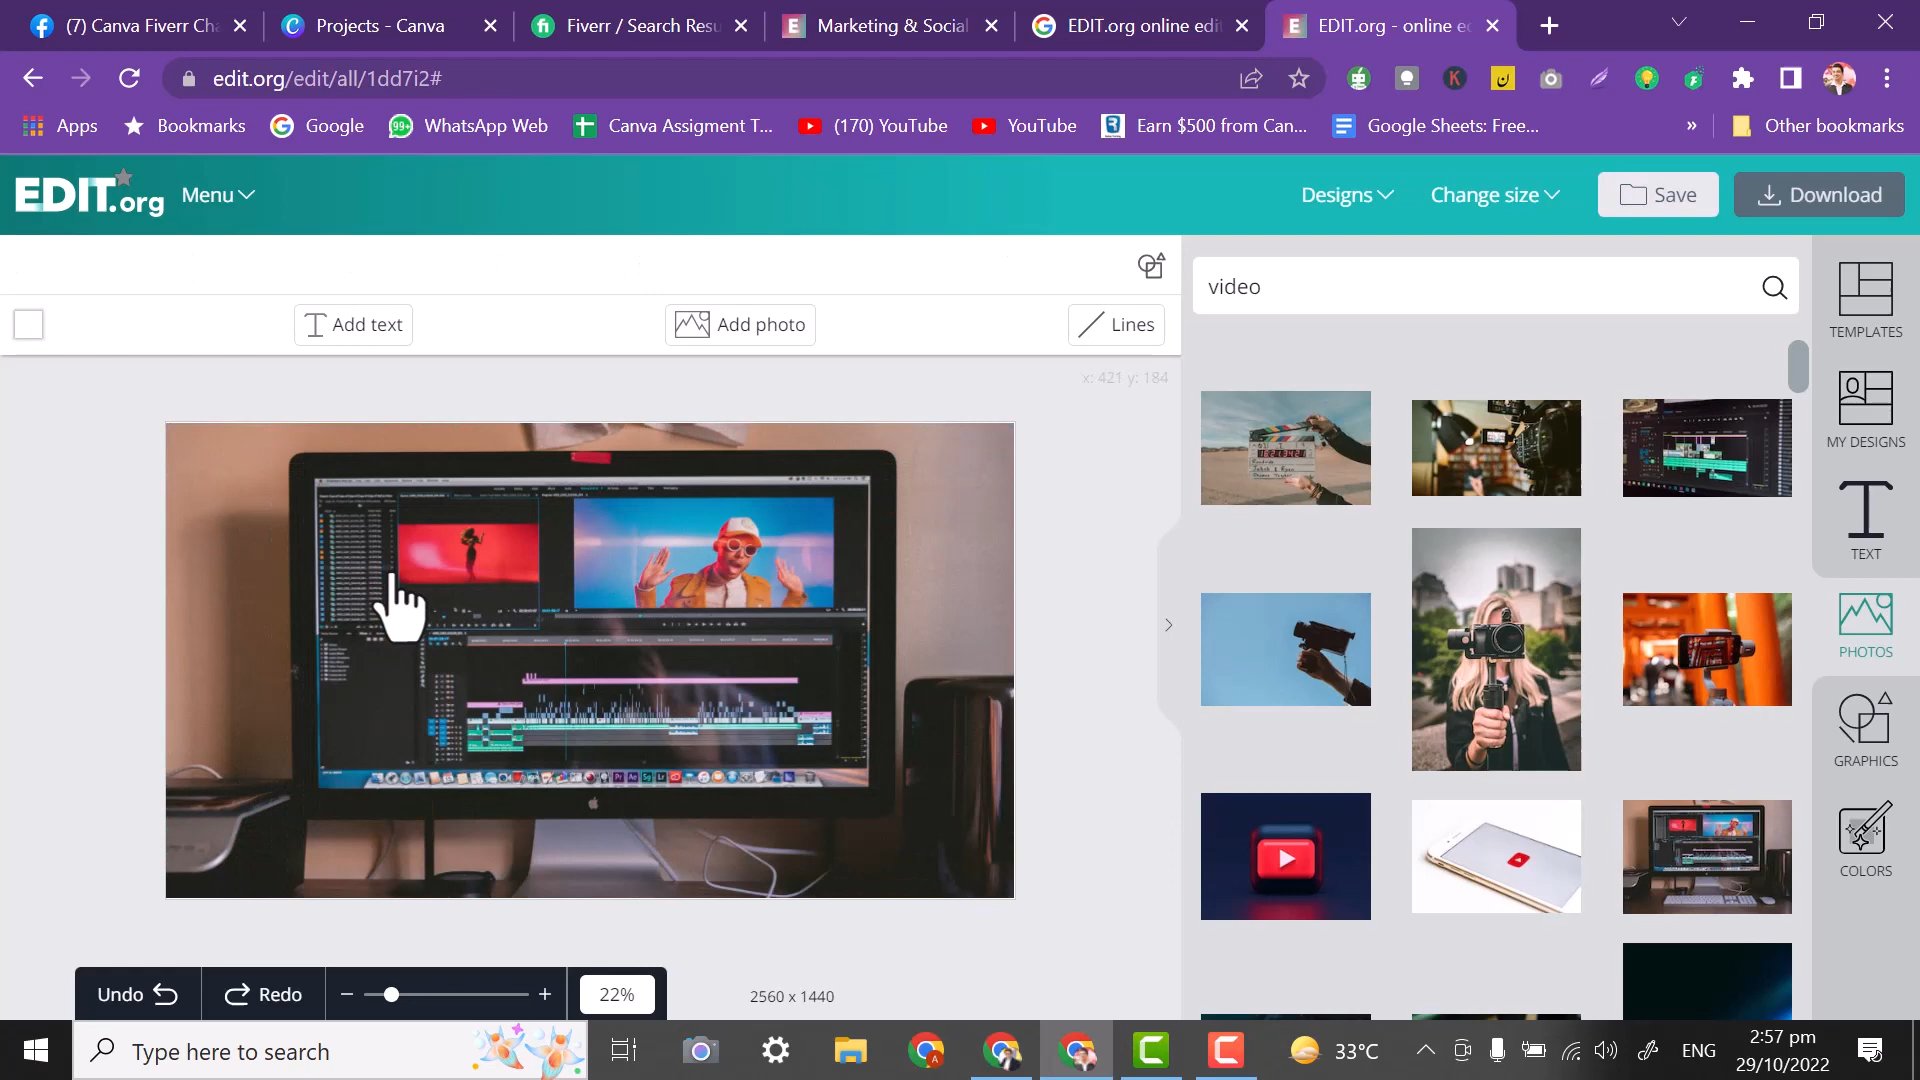 (7) Canva Fiverr Cha
Projects - Canva
Fiverr / Search Resu
Marketing & Social
EDIT.org online edit
EDIT.org - online ed
edit.org/edit/all/1dd7i2#
Apps
Bookmarks
Google
99+
WhatsApp Web
Canva Assigment T...
(170) YouTube
YouTube
Earn $500 from Can...
Google Sheets: Free...
»
Other bookmarks
EDIT.org
Menu
Designs
Change size
Save
Download
video
Add text
Add photo
Lines
x: 421 y: 184
TEMPLATES
MY DESIGNS
TEXT
PHOTOS
GRAPHICS
COLORS
Undo
Redo
22%
2560 x 1440
Type here to search
33°C
ENG
2:57 pm
29/10/2022